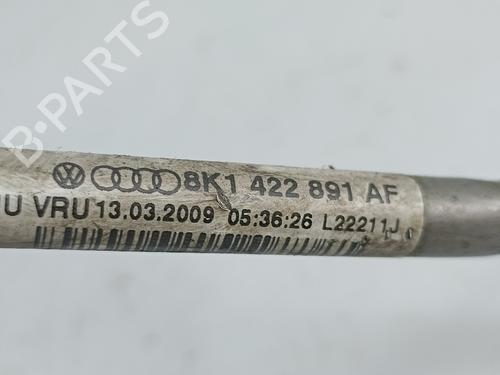 B-PARTS
8K1 422 891 AF
VRU 13.03.2009 05:36:26 L22211J